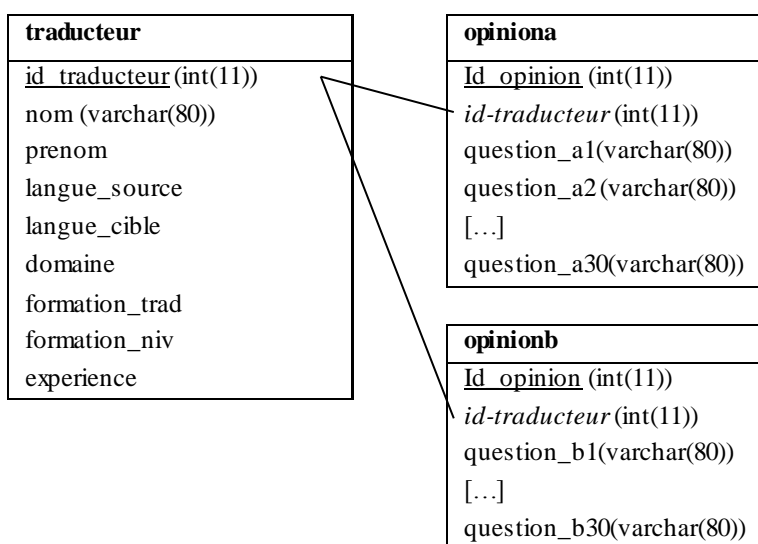 traducteur
id_traducteur (int(11))
nom (varchar(80))
prenom
langue_source
langue_cible
domaine
formation_trad
formation_niv
experience
opiniona
Id_opinion (int(11))
id-traducteur (int(11))
question_a1(varchar(80))
question_a2 (varchar(80))
[…]
question_a30(varchar(80))
opinionb
Id_opinion (int(11))
id-traducteur (int(11))
question_b1(varchar(80))
[…]
question_b30(varchar(80))